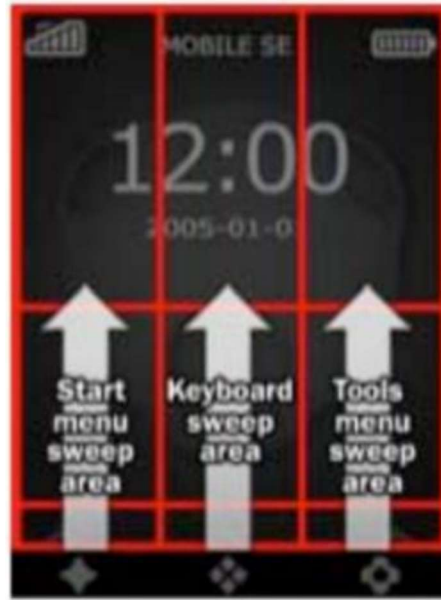 MOBILE SE
12:00
2005-01-0
Start
menu
sweep
area
Keyboard
sweep
area
Tools
menu
sweep
area